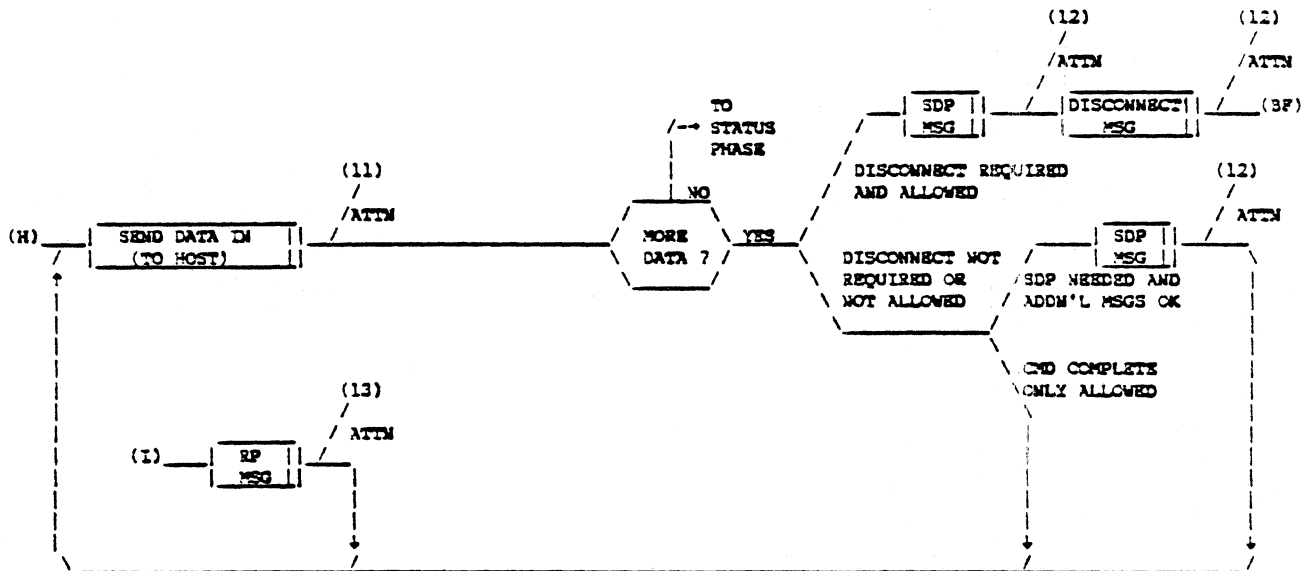 (12)
(12)
ATTN
ATTN
SDP
MSG
DISCONNECT
MSG
(BF)
TO
STATUS
PHASE
DISCONNECT REQUIRED
AND ALLOWED
(11)
ATTN
NO
(12)
ATTN
(H)
SEND DATA IN
(TO HOST)
MORE
DATA ?
YES
SDP
MSG
DISCONNECT NOT
REQUIRED OR
NOT ALLOWED
SDP NEEDED AND
ADDN'L MSGS OK
CMD COMPLETE
ONLY ALLOWED
(13)
ATTN
(I)
RP
MSG